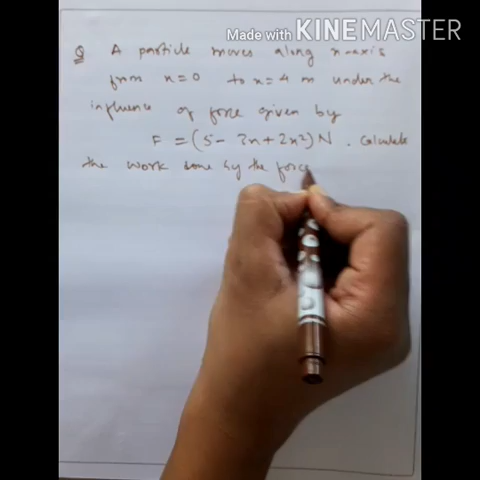 Made with KINEMASTER
Q A particle moves along x-axis
from x=0 to x=4 m under the
influence of force given by
F = (5 - 3x + 2x²) N . Calculate
the work done by the force